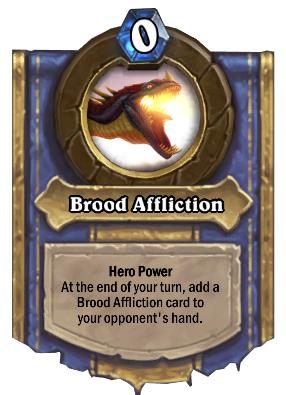 0
Brood Affliction
Hero Power
At the end of your turn, add a
Brood Affliction card to
your opponent's hand.